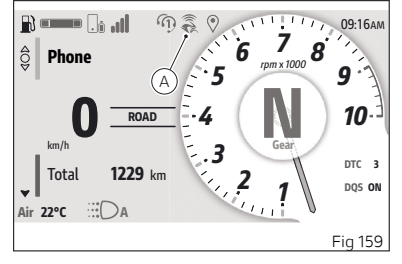 09:16AM
Phone
A
0
km/h
ROAD
Total 1229 km
Air 22°C A
1
2
.3
-4
5
6
7
8
9
10-
rpm x 1000
N
Gear
DTC 3
DQS ON
Fig 159